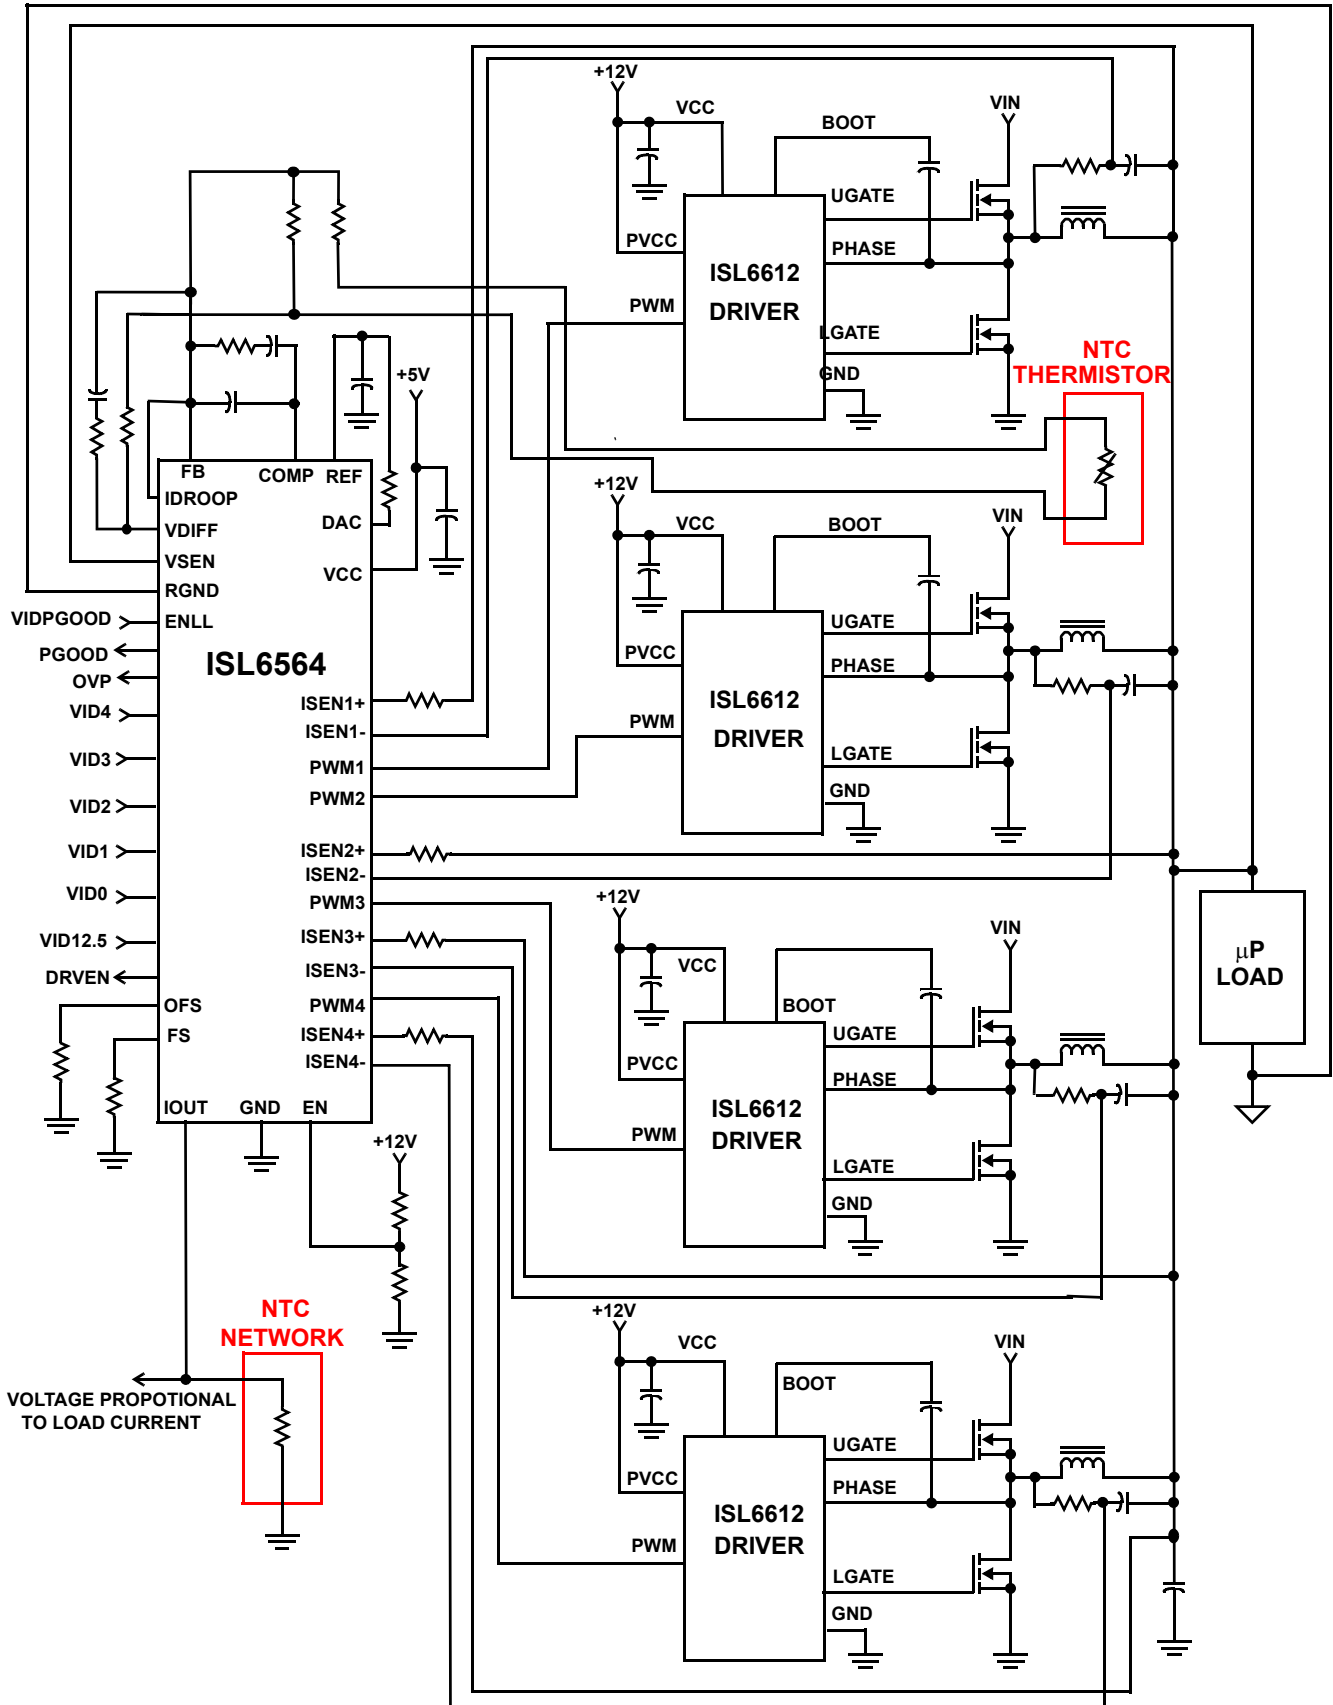 +12V
VCC
BOOT
VIN
UGATE
PVCC
PHASE
ISL6612
DRIVER
PWM
LGATE
GND
NTC
THERMISTOR
+5V
FB
COMP
REF
IDROOP
DAC
VDIFF
VSEN
VCC
RGND
VIDPGOOD
ENLL
PGOOD
OVP
ISL6564
VID4
ISEN1+
ISEN1-
VID3
PWM1
VID2
PWM2
VID1
ISEN2+
ISEN2-
VID0
PWM3
VID12.5
ISEN3+
DRVEN
ISEN3-
OFS
PWM4
FS
ISEN4+
ISEN4-
IOUT
GND
EN
+12V
+12V
VCC
BOOT
VIN
UGATE
PVCC
PHASE
ISL6612
DRIVER
PWM
LGATE
GND
+12V
VCC
BOOT
VIN
UGATE
PVCC
PHASE
ISL6612
DRIVER
PWM
LGATE
GND
μP
LOAD
NTC
NETWORK
VOLTAGE PROPOTIONAL
TO LOAD CURRENT
+12V
VCC
BOOT
VIN
UGATE
PVCC
PHASE
ISL6612
DRIVER
PWM
LGATE
GND